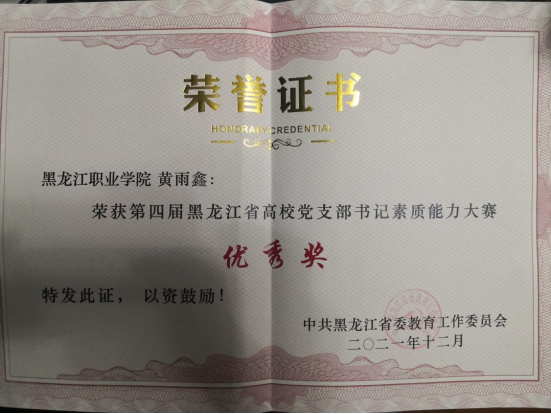 荣誉证书
HONORARY CREDENTIAL
黑龙江职业学院 黄雨鑫：
荣获第四届黑龙江省高校党支部书记素质能力大赛
优秀奖
特发此证，以资鼓励！
中共黑龙江省委教育工作委员会
二〇二一年十二月